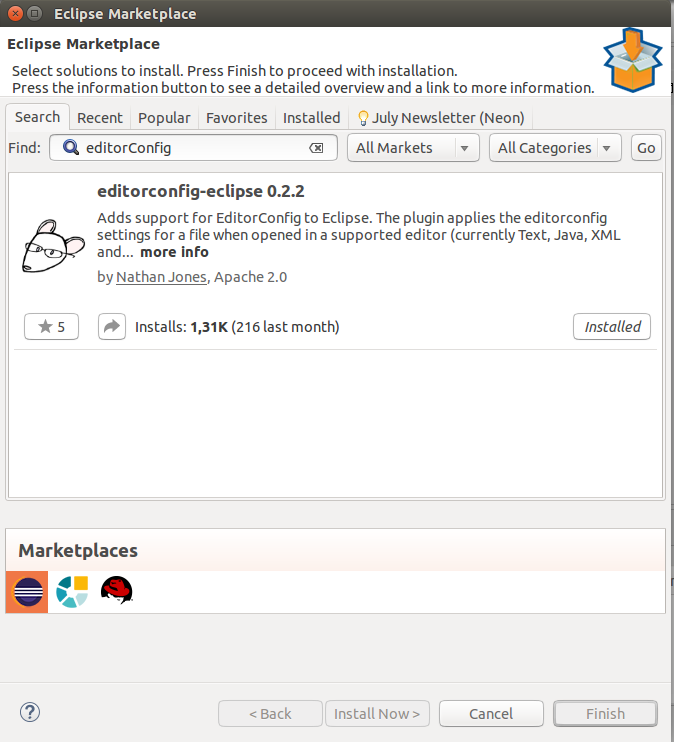 Eclipse Marketplace
Eclipse Marketplace
Select solutions to install. Press Finish to proceed with installation.
Press the information button to see a detailed overview and a link to more information.
Search Recent Popular Favorites Installed July Newsletter (Neon)
Find: editorConfig All Markets All Categories Go
editorconfig-eclipse 0.2.2
Adds support for EditorConfig to Eclipse. The plugin applies the editorconfig
settings for a file when opened in a supported editor (currently Text, Java, XML
and... more info
by Nathan Jones, Apache 2.0
5 Installs: 1,31K (216 last month) Installed
Marketplaces
< Back Install Now > Cancel Finish